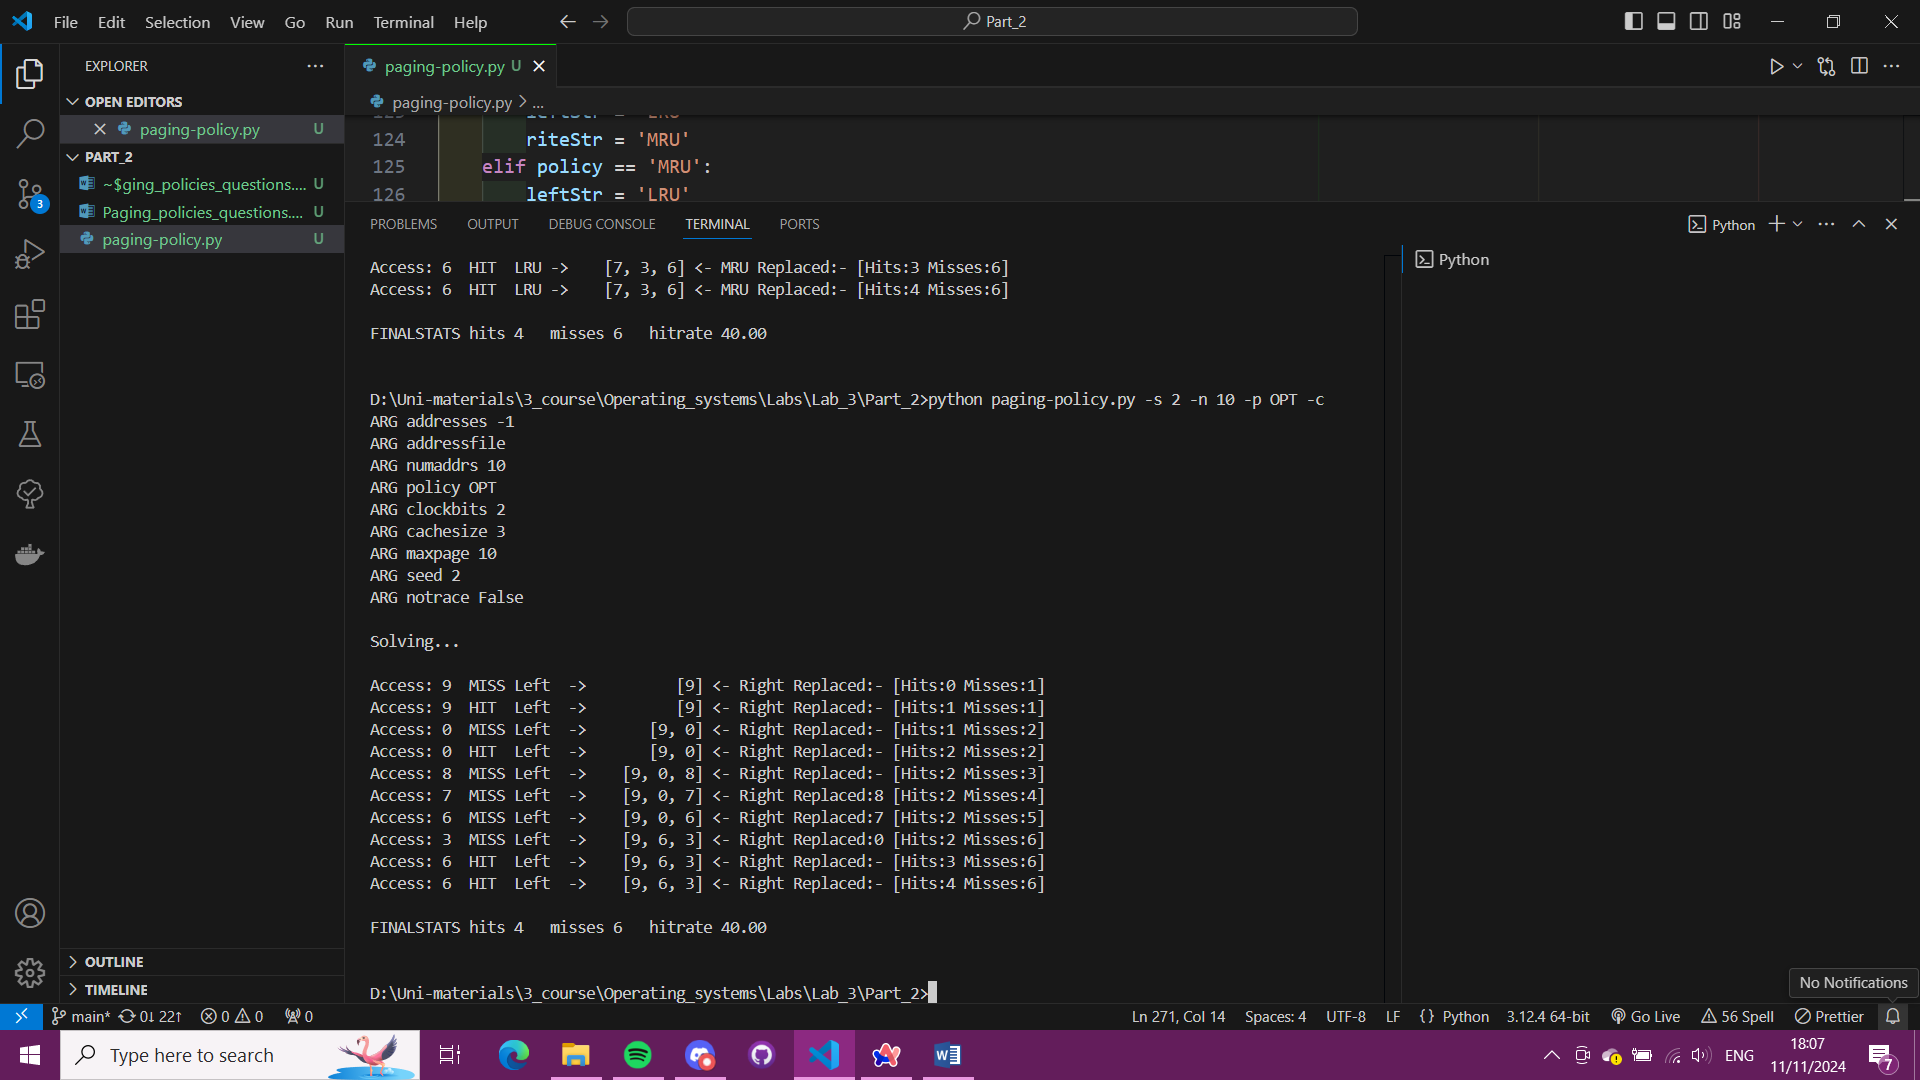 File Edit Selection View Go Run Terminal Help
Part_2
EXPLORER
OPEN EDITORS
paging-policy.py U
PART_2
~$ging_policies_questions.... U
Paging_policies_questions.... U
paging-policy.py U
OUTLINE
TIMELINE
paging-policy.py U
paging-policy.py > ...
124 riteStr = 'MRU'
125 elif policy == 'MRU':
126 leftStr = 'LRU'
PROBLEMS OUTPUT DEBUG CONSOLE TERMINAL PORTS
Python
Python
Access: 6 HIT LRU -> [7, 3, 6] <- MRU Replaced:- [Hits:3 Misses:6]
Access: 6 HIT LRU -> [7, 3, 6] <- MRU Replaced:- [Hits:4 Misses:6]
FINALSTATS hits 4 misses 6 hitrate 40.00
D:\Uni-materials\3_course\Operating_systems\Labs\Lab_3\Part_2>python paging-policy.py -s 2 -n 10 -p OPT -c
ARG addresses -1
ARG addressfile
ARG numaddrs 10
ARG policy OPT
ARG clockbits 2
ARG cachesize 3
ARG maxpage 10
ARG seed 2
ARG notrace False
Solving...
Access: 9 MISS Left -> [9] <- Right Replaced:- [Hits:0 Misses:1]
Access: 9 HIT Left -> [9] <- Right Replaced:- [Hits:1 Misses:1]
Access: 0 MISS Left -> [9, 0] <- Right Replaced:- [Hits:1 Misses:2]
Access: 0 HIT Left -> [9, 0] <- Right Replaced:- [Hits:2 Misses:2]
Access: 8 MISS Left -> [9, 0, 8] <- Right Replaced:- [Hits:2 Misses:3]
Access: 7 MISS Left -> [9, 0, 7] <- Right Replaced:8 [Hits:2 Misses:4]
Access: 6 MISS Left -> [9, 0, 6] <- Right Replaced:7 [Hits:2 Misses:5]
Access: 3 MISS Left -> [9, 6, 3] <- Right Replaced:0 [Hits:2 Misses:6]
Access: 6 HIT Left -> [9, 6, 3] <- Right Replaced:- [Hits:3 Misses:6]
Access: 6 HIT Left -> [9, 6, 3] <- Right Replaced:- [Hits:4 Misses:6]
FINALSTATS hits 4 misses 6 hitrate 40.00
D:\Uni-materials\3_course\Operating_systems\Labs\Lab_3\Part_2>
No Notifications
3
main* 0↓ 22↑ 0 0 0
Ln 271, Col 14 Spaces: 4 UTF-8 LF {} Python 3.12.4 64-bit Go Live 56 Spell Prettier
Type here to search
ENG
18:07
11/11/2024
7